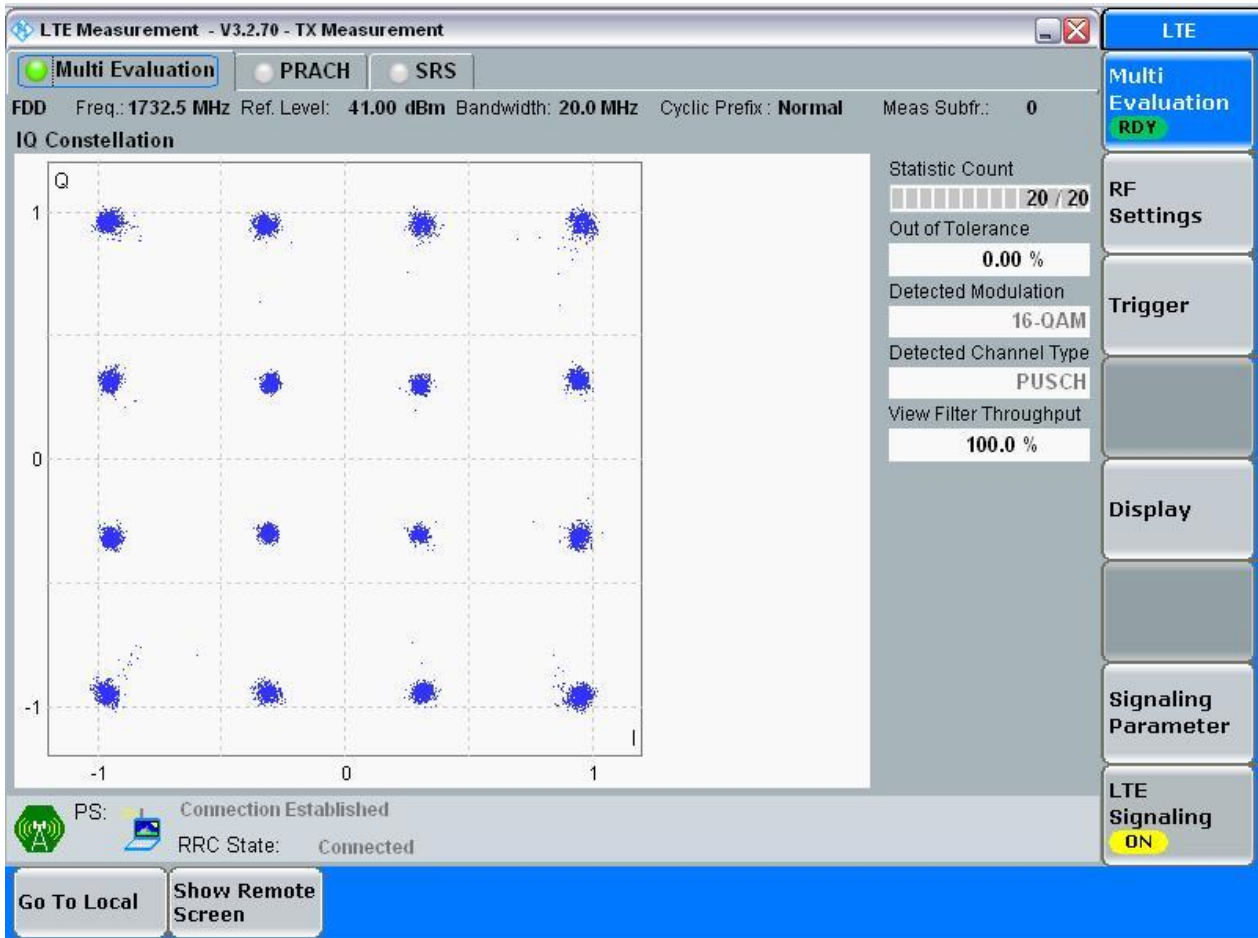 LTE Measurement - V3.2.70 - TX Measurement
LTE
Multi Evaluation PRACH SRS
Multi
Evaluation
RDY
FDD Freq.: 1732.5 MHz Ref. Level: 41.00 dBm Bandwidth: 20.0 MHz Cyclic Prefix : Normal Meas Subfr.: 0
IQ Constellation
Q
1
0
-1
I
-1 0 1
Statistic Count
20 / 20
Out of Tolerance
0.00 %
Detected Modulation
16-QAM
Detected Channel Type
PUSCH
View Filter Throughput
100.0 %
RF
Settings
Trigger
Display
Signaling
Parameter
LTE
Signaling
ON
PS: Connection Established
RRC State: Connected
Go To Local
Show Remote
Screen